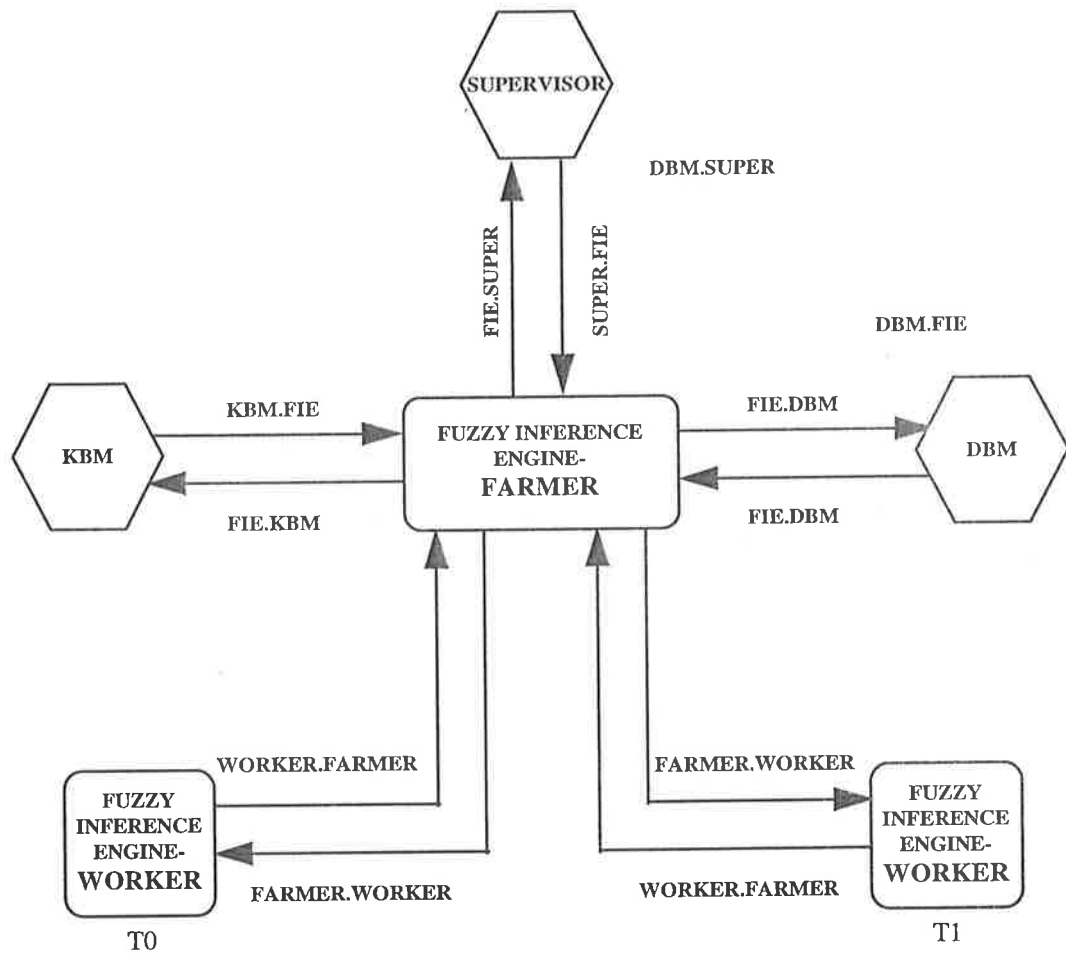 SUPERVISOR
DBM.SUPER
FIE.SUPER
SUPER.FIE
DBM.FIE
KBM.FIE
FIE.DBM
KBM
FUZZY INFERENCE
ENGINE-
FARMER
DBM
FIE.KBM
FIE.DBM
WORKER.FARMER
FARMER.WORKER
FUZZY
INFERENCE
ENGINE-
WORKER
FUZZY
INFERENCE
ENGINE-
WORKER
FARMER.WORKER
WORKER.FARMER
T0
T1